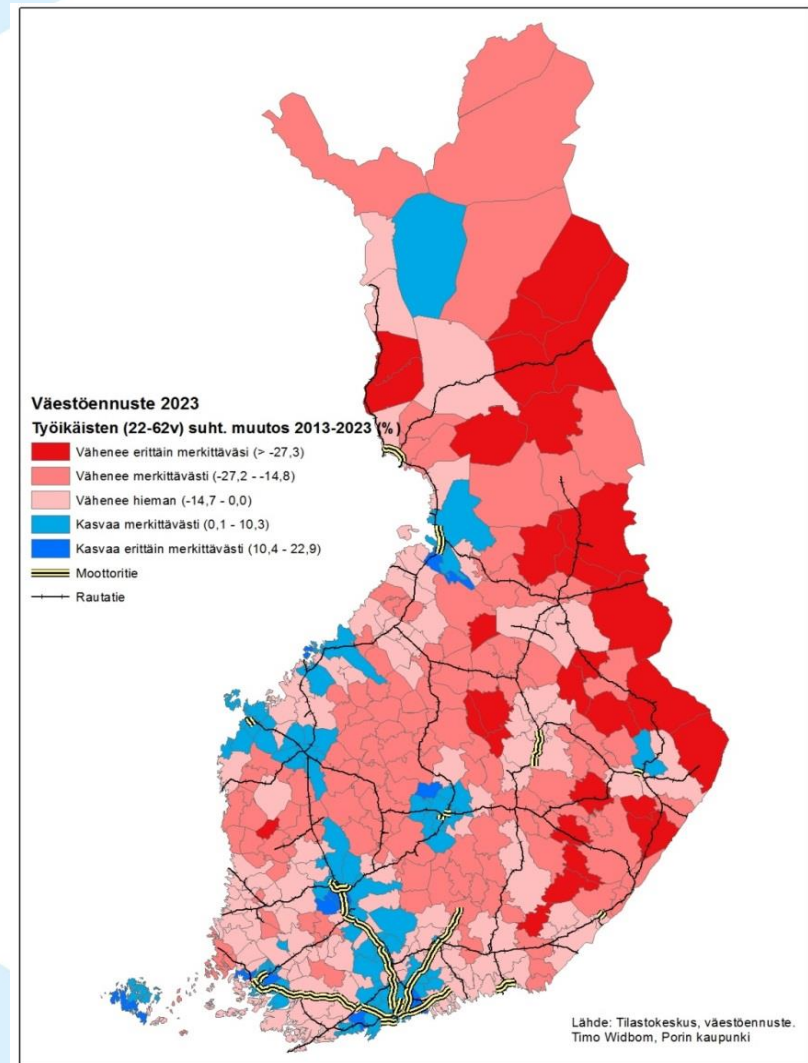 Väestöennuste 2023
Työikäisten (22-62v) suht. muutos 2013-2023 (%)
Vähenee erittäin merkittäväsi (> -27,3)
Vähenee merkittävästi (-27,2 - -14,8)
Vähenee hieman (-14,7 - 0,0)
Kasvaa merkittävästi (0,1 - 10,3)
Kasvaa erittäin merkittävästi (10,4 - 22,9)
Moottoritie
Rautatie
Lähde: Tilastokeskus, väestöennuste.
Timo Widbom, Porin kaupunki